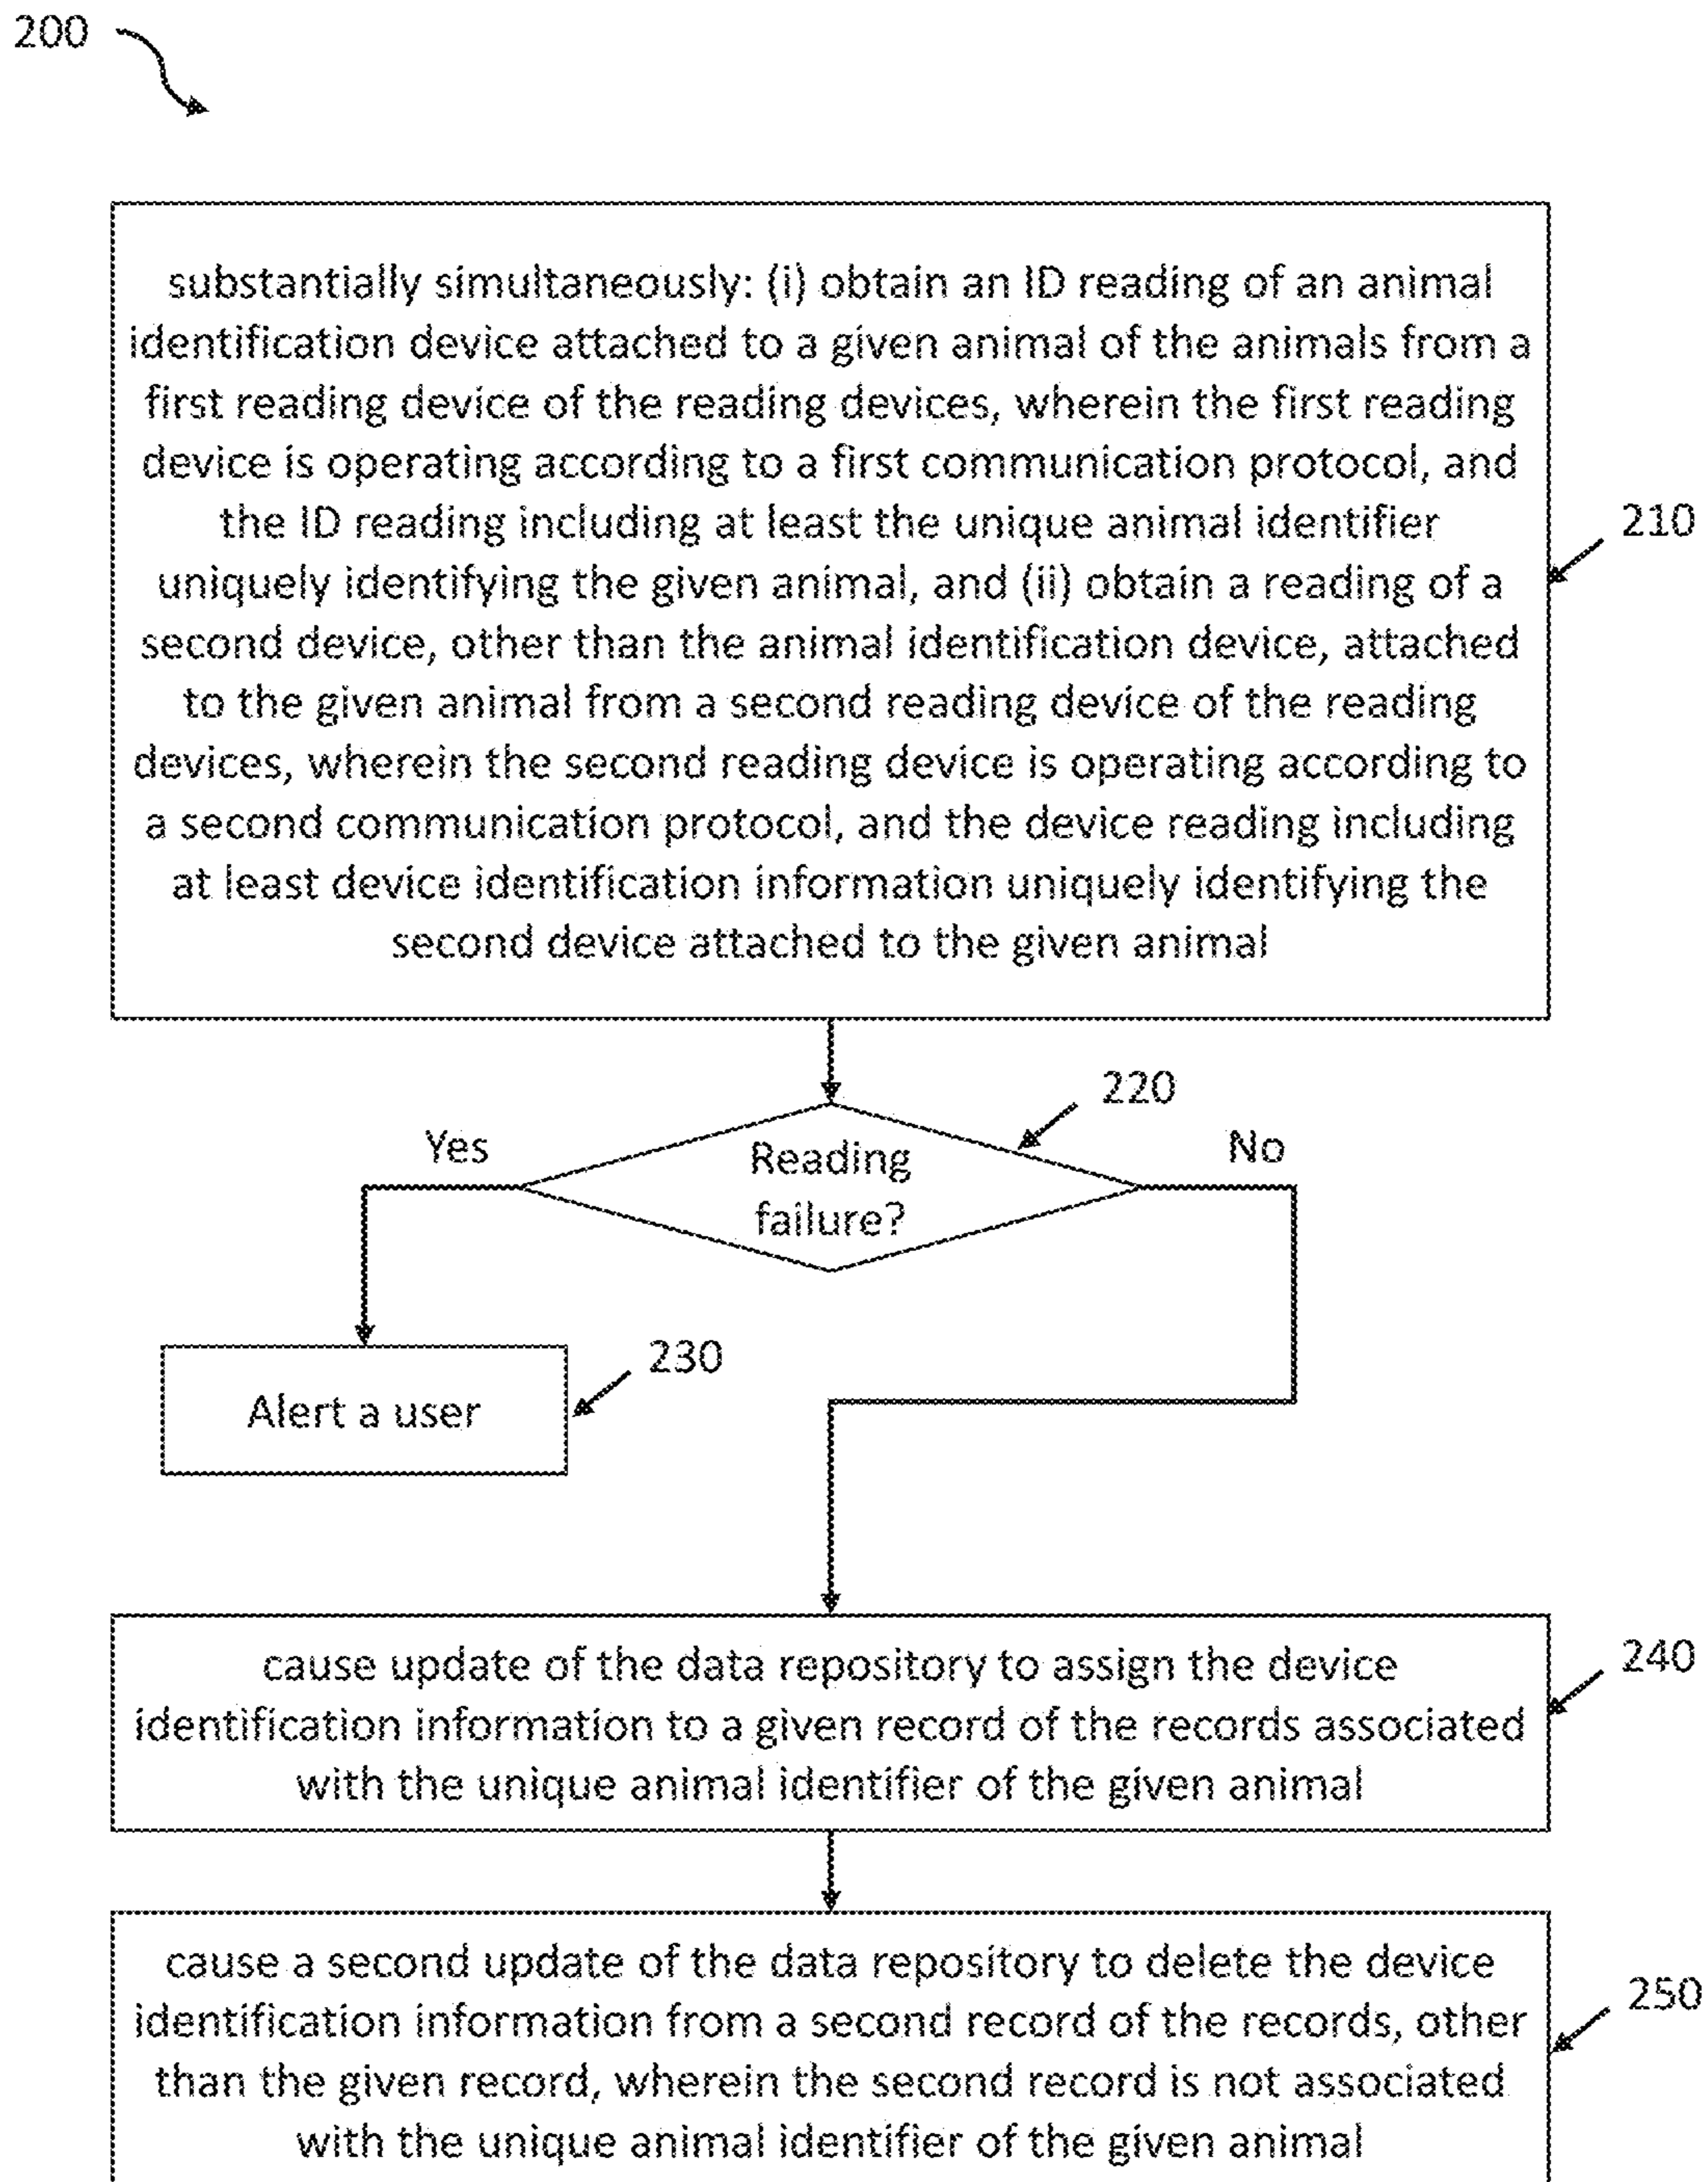 200
substantially simultaneously: (i) obtain an ID reading of an animal
identification device attached to a given animal of the animals from a
first reading device of the reading devices, wherein the first reading
device is operating according to a first communication protocol, and
the ID reading including at least the unique animal identifier
uniquely identifying the given animal, and (ii) obtain a reading of a
second device, other than the animal identification device, attached
to the given animal from a second reading device of the reading
devices, wherein the second reading device is operating according to
a second communication protocol, and the device reading including
at least device identification information uniquely identifying the
second device attached to the given animal
210
220
Yes
Reading
failure?
No
230
Alert a user
cause update of the data repository to assign the device
identification information to a given record of the records associated
with the unique animal identifier of the given animal
240
cause a second update of the data repository to delete the device
identification information from a second record of the records, other
than the given record, wherein the second record is not associated
with the unique animal identifier of the given animal
250